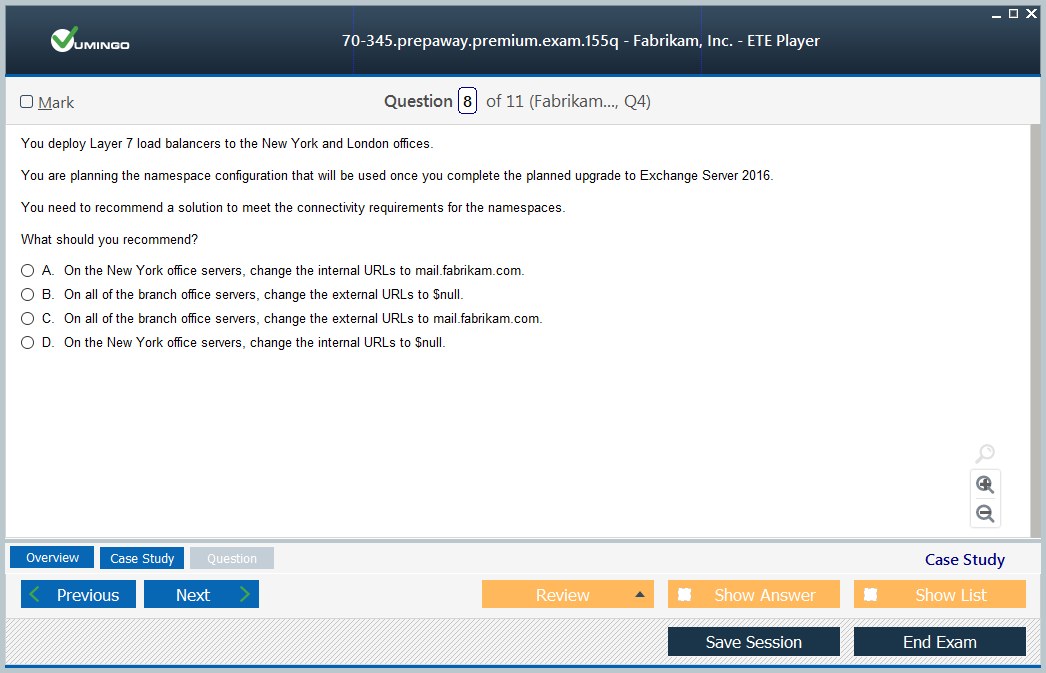 VUMINGO
70-345.prepaway.premium.exam.155q - Fabrikam, Inc. - ETE Player
Mark
Question 8 of 11 (Fabrikam..., Q4)
You deploy Layer 7 load balancers to the New York and London offices.
You are planning the namespace configuration that will be used once you complete the planned upgrade to Exchange Server 2016.
You need to recommend a solution to meet the connectivity requirements for the namespaces.
What should you recommend?
A. On the New York office servers, change the internal URLs to mail.fabrikam.com.
B. On all of the branch office servers, change the external URLs to $null.
C. On all of the branch office servers, change the external URLs to mail.fabrikam.com.
D. On the New York office servers, change the internal URLs to $null.
Overview Case Study Question Case Study
Previous Next Review Show Answer Show List
Save Session End Exam